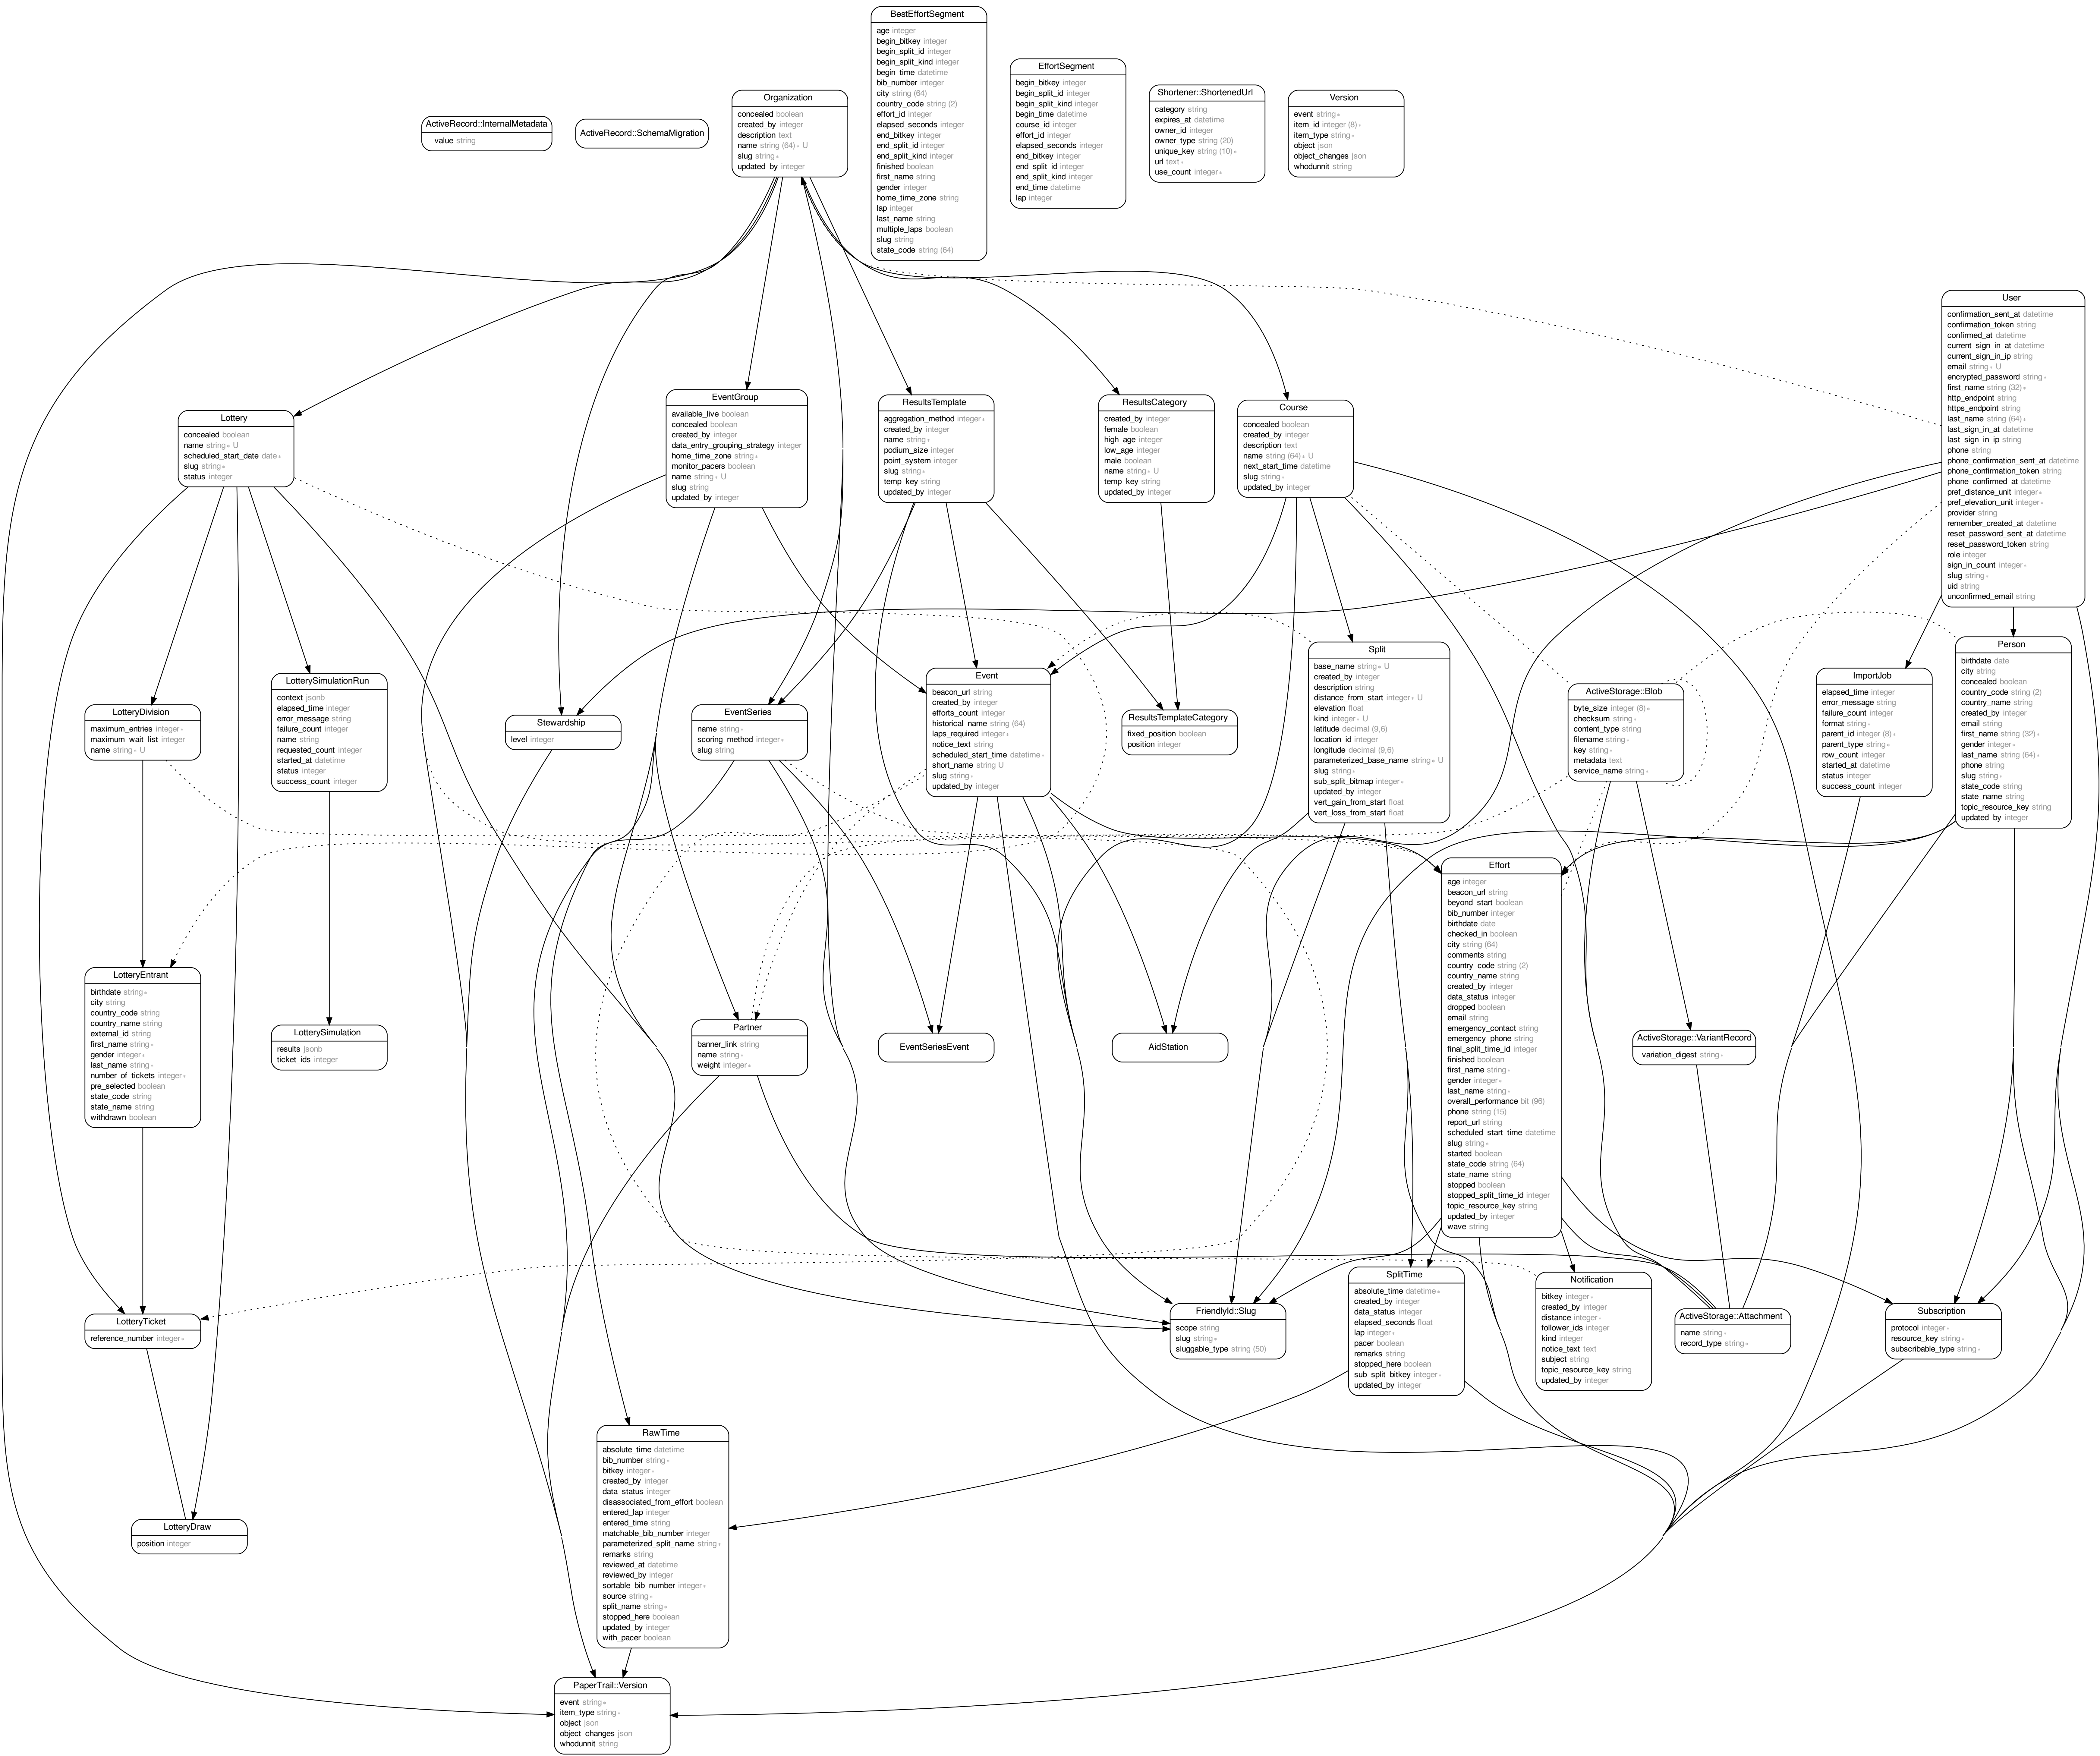 BestEffortSegment
age integer
begin_bitkey integer
begin_split_id integer
begin_split_kind integer
begin_time datetime
bib_number integer
city string (64)
country_code string (2)
effort_id integer
elapsed_seconds integer
end_bitkey integer
end_split_id integer
end_split_kind integer
finished boolean
first_name string
gender integer
home_time_zone string
lap integer
last_name string
multiple_laps boolean
slug string
state_code string (64)
EffortSegment
begin_bitkey integer
begin_split_id integer
begin_split_kind integer
begin_time datetime
course_id integer
effort_id integer
elapsed_seconds integer
end_bitkey integer
end_split_id integer
end_split_kind integer
end_time datetime
lap integer
Shortener::ShortenedUrl
category string
expires_at datetime
owner_id integer
owner_type string (20)
unique_key string (10) ∗
url text ∗
use_count integer ∗
Version
event string ∗
item_id integer (8) ∗
item_type string ∗
object json
object_changes json
whodunnit string
Organization
concealed boolean
created_by integer
description text
name string (64) ∗ U
slug string ∗
updated_by integer
ActiveRecord::InternalMetadata
value string
ActiveRecord::SchemaMigration
User
confirmation_sent_at datetime
confirmation_token string
confirmed_at datetime
current_sign_in_at datetime
current_sign_in_ip string
email string ∗ U
encrypted_password string ∗
first_name string (32) ∗
http_endpoint string
https_endpoint string
last_name string (64) ∗
last_sign_in_at datetime
last_sign_in_ip string
phone string
phone_confirmation_sent_at datetime
phone_confirmation_token string
phone_confirmed_at datetime
pref_distance_unit integer ∗
pref_elevation_unit integer ∗
provider string
remember_created_at datetime
reset_password_sent_at datetime
reset_password_token string
role integer
sign_in_count integer ∗
slug string ∗
uid string
unconfirmed_email string
Lottery
concealed boolean
name string ∗ U
scheduled_start_date date ∗
slug string ∗
status integer
EventGroup
available_live boolean
concealed boolean
created_by integer
data_entry_grouping_strategy integer
home_time_zone string ∗
monitor_pacers boolean
name string ∗ U
slug string
updated_by integer
ResultsTemplate
aggregation_method integer ∗
created_by integer
name string ∗
podium_size integer
point_system integer
slug string ∗
temp_key string
updated_by integer
ResultsCategory
created_by integer
female boolean
high_age integer
low_age integer
male boolean
name string ∗ U
temp_key string
updated_by integer
Course
concealed boolean
created_by integer
description text
name string (64) ∗ U
next_start_time datetime
slug string ∗
updated_by integer
LotteryDivision
maximum_entries integer ∗
maximum_wait_list integer
name string ∗ U
LotterySimulationRun
context jsonb
elapsed_time integer
error_message string
failure_count integer
name string
requested_count integer
started_at datetime
status integer
success_count integer
Stewardship
level integer
EventSeries
name string ∗
scoring_method integer ∗
slug string
Event
beacon_url string
created_by integer
efforts_count integer
historical_name string (64)
laps_required integer ∗
notice_text string
scheduled_start_time datetime ∗
short_name string U
slug string ∗
updated_by integer
ResultsTemplateCategory
fixed_position boolean
position integer
Split
base_name string ∗ U
created_by integer
description string
distance_from_start integer ∗ U
elevation float
kind integer ∗ U
latitude decimal (9,6)
location_id integer
longitude decimal (9,6)
parameterized_base_name string ∗ U
slug string ∗
sub_split_bitmap integer ∗
updated_by integer
vert_gain_from_start float
vert_loss_from_start float
ActiveStorage::Blob
byte_size integer (8) ∗
checksum string ∗
content_type string
filename string ∗
key string ∗
metadata text
service_name string ∗
ImportJob
elapsed_time integer
error_message string
failure_count integer
format string ∗
parent_id integer (8) ∗
parent_type string ∗
row_count integer
started_at datetime
status integer
success_count integer
Person
birthdate date
city string
concealed boolean
country_code string (2)
country_name string
created_by integer
email string
first_name string (32) ∗
gender integer ∗
last_name string (64) ∗
phone string
slug string ∗
state_code string
state_name string
topic_resource_key string
updated_by integer
Effort
age integer
beacon_url string
beyond_start boolean
bib_number integer
birthdate date
checked_in boolean
city string (64)
comments string
country_code string (2)
country_name string
created_by integer
data_status integer
dropped boolean
email string
emergency_contact string
emergency_phone string
final_split_time_id integer
finished boolean
first_name string ∗
gender integer ∗
last_name string ∗
overall_performance bit (96)
phone string (15)
report_url string
scheduled_start_time datetime
slug string ∗
started boolean
state_code string (64)
state_name string
stopped boolean
stopped_split_time_id integer
topic_resource_key string
updated_by integer
wave string
LotteryEntrant
birthdate string ∗
city string
country_code string
country_name string
external_id string
first_name string ∗
gender integer ∗
last_name string ∗
number_of_tickets integer ∗
pre_selected boolean
state_code string
state_name string
withdrawn boolean
LotterySimulation
results jsonb
ticket_ids integer
Partner
banner_link string
name string ∗
weight integer ∗
EventSeriesEvent
AidStation
ActiveStorage::VariantRecord
variation_digest string ∗
LotteryTicket
reference_number integer ∗
FriendlyId::Slug
scope string
slug string ∗
sluggable_type string (50)
SplitTime
absolute_time datetime ∗
created_by integer
data_status integer
elapsed_seconds float
lap integer ∗
pacer boolean
remarks string
stopped_here boolean
sub_split_bitkey integer ∗
updated_by integer
Notification
bitkey integer ∗
created_by integer
distance integer ∗
follower_ids integer
kind integer
notice_text text
subject string
topic_resource_key string
updated_by integer
ActiveStorage::Attachment
name string ∗
record_type string ∗
Subscription
protocol integer ∗
resource_key string ∗
subscribable_type string ∗
RawTime
absolute_time datetime
bib_number string ∗
bitkey integer ∗
created_by integer
data_status integer
disassociated_from_effort boolean
entered_lap integer
entered_time string
matchable_bib_number integer
parameterized_split_name string ∗
remarks string
reviewed_at datetime
reviewed_by integer
sortable_bib_number integer ∗
source string ∗
split_name string ∗
stopped_here boolean
updated_by integer
with_pacer boolean
LotteryDraw
position integer
PaperTrail::Version
event string ∗
item_type string ∗
object json
object_changes json
whodunnit string